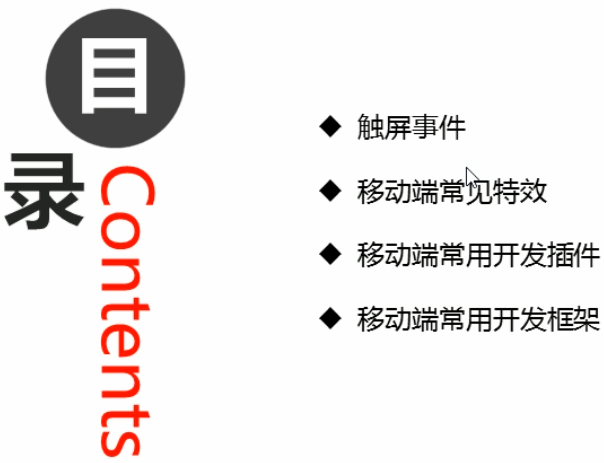 目
录
Contents
◆ 触屏事件
◆ 移动端常见特效
◆ 移动端常用开发插件
◆ 移动端常用开发框架